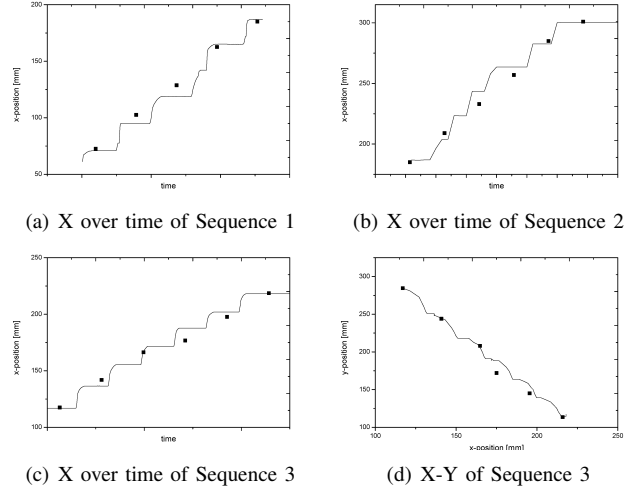 200
150
100
50
x-position [mm]
time
(a) X over time of Sequence 1
300
250
200
x-position [mm]
time
(b) X over time of Sequence 2
250
200
150
100
x-position [mm]
time
(c) X over time of Sequence 3
300
250
200
150
100
y-position [mm]
100 150 200 250
x-position [mm]
(d) X-Y of Sequence 3